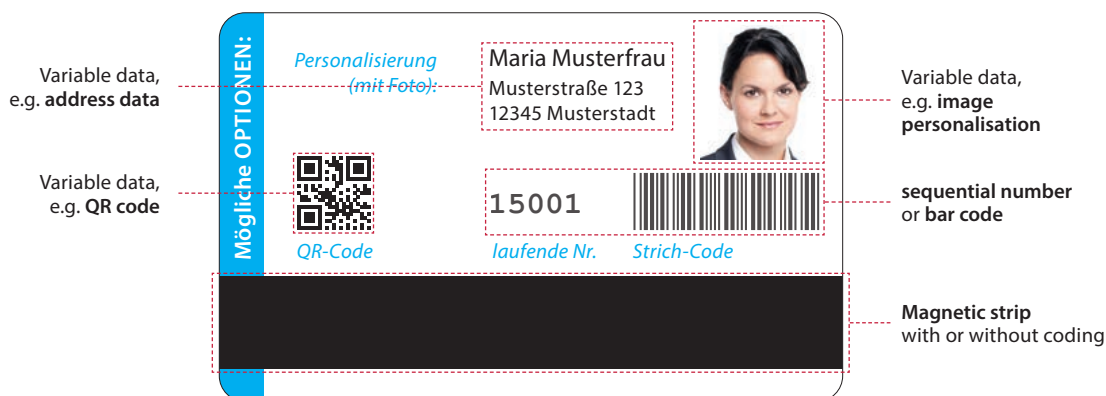 Mögliche OPTIONEN:
Variable data,
e.g. address data
Personalisierung
(mit Foto):
Maria Musterfrau
Musterstraße 123
12345 Musterstadt
Variable data,
e.g. image
personalisation
Variable data,
e.g. QR code
QR-Code
15001
laufende Nr.
Strich-Code
sequential number
or bar code
Magnetic strip
with or without coding